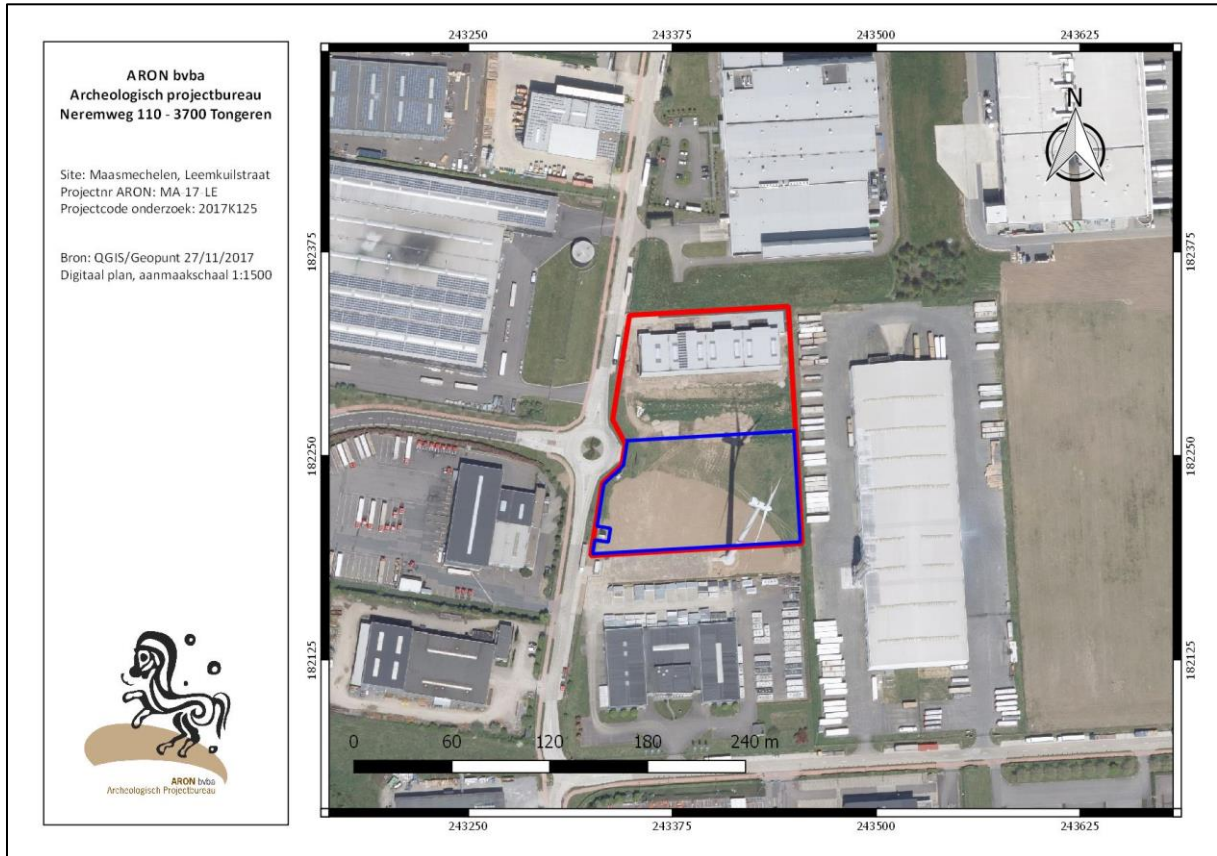 ARON bvba
Archeologisch projectbureau
Neremweg 110 - 3700 Tongeren
Site: Maasmechelen, Leemkuilstraat
Projectnr ARON: MA-17-LE
Projectcode onderzoek: 2017K125
Bron: QGIS/Geopunt 27/11/2017
Digitaal plan, aanmaakschaal 1:1500
ARON bvba
Archeologisch Projectbureau
243250 243375 243500 243625
N
182375 182375
182250 182250
182125 182125
0 60 120 180 240 m
243250 243375 243500 243625